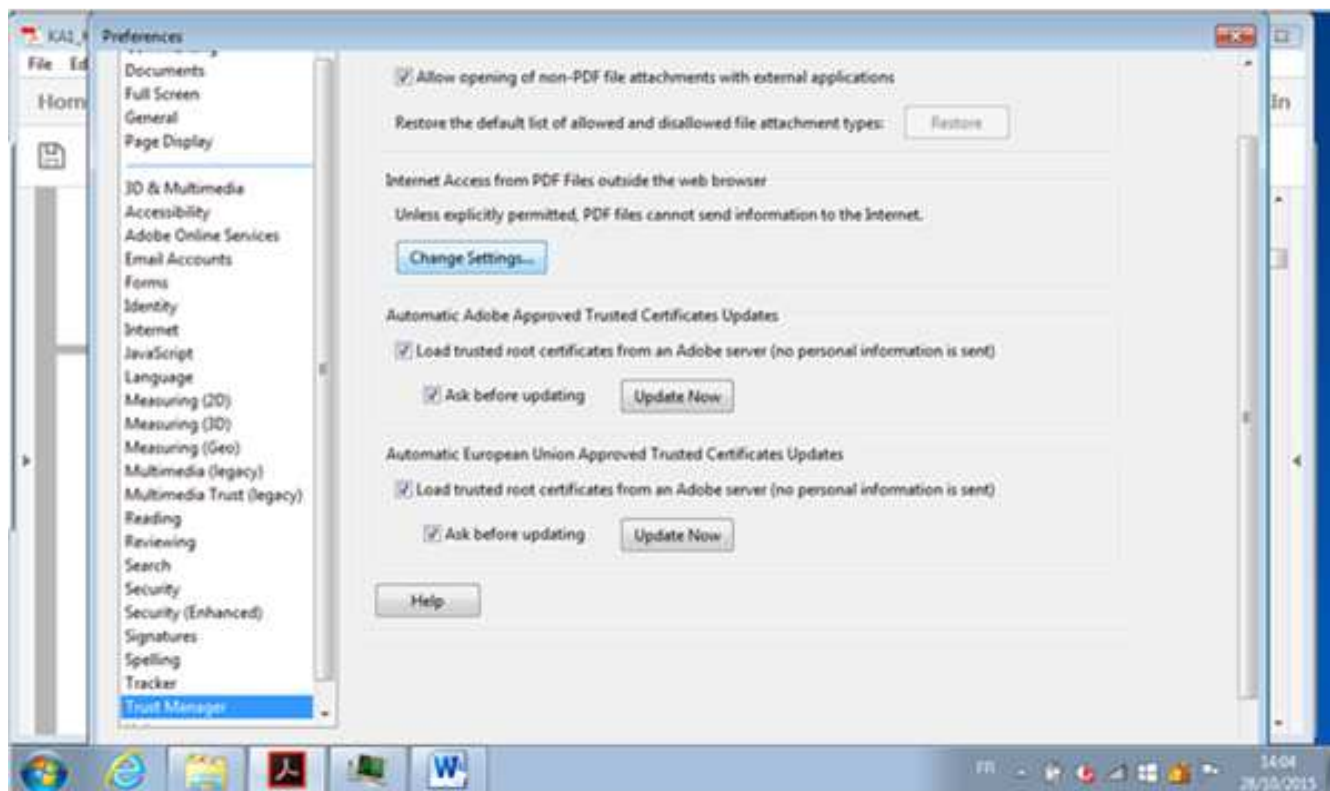 KA1_
Preferences
File Ed
Hom
In
Documents
Full Screen
General
Page Display
3D & Multimedia
Accessibility
Adobe Online Services
Email Accounts
Forms
Identity
Internet
JavaScript
Language
Measuring (2D)
Measuring (3D)
Measuring (Geo)
Multimedia (legacy)
Multimedia Trust (legacy)
Reading
Reviewing
Search
Security
Security (Enhanced)
Signatures
Spelling
Tracker
Trust Manager
Allow opening of non-PDF file attachments with external applications
Restore the default list of allowed and disallowed file attachment types: Restore
Internet Access from PDF Files outside the web browser
Unless explicitly permitted, PDF files cannot send information to the Internet.
Change Settings...
Automatic Adobe Approved Trusted Certificates Updates
Load trusted root certificates from an Adobe server (no personal information is sent)
Ask before updating Update Now
Automatic European Union Approved Trusted Certificates Updates
Load trusted root certificates from an Adobe server (no personal information is sent)
Ask before updating Update Now
Help
FR
14:04
28/10/2015